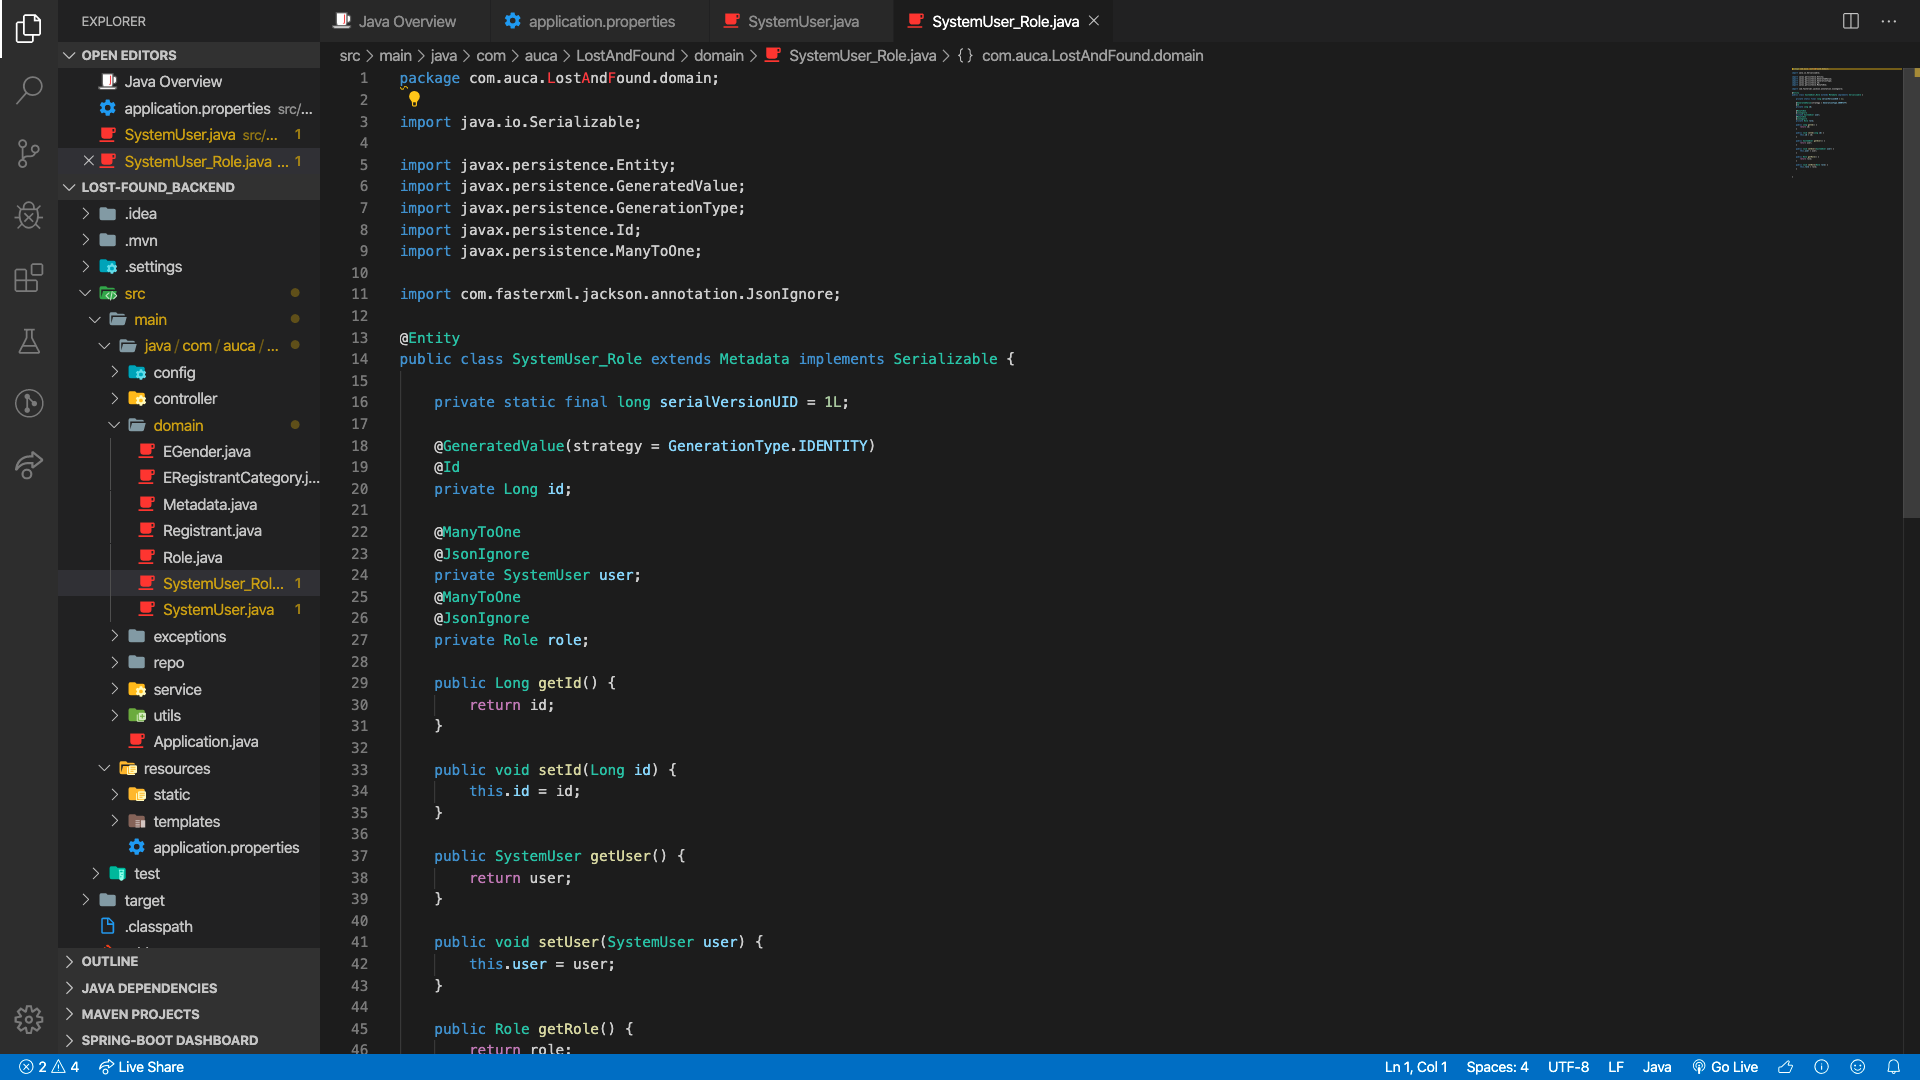 EXPLORER
OPEN EDITORS
Java Overview
application.properties src/...
SystemUser.java src/... 1
SystemUser_Role.java ... 1
LOST-FOUND_BACKEND
.idea
.mvn
.settings
src
main
java / com / auca / ...
config
controller
domain
EGender.java
ERegistrantCategory.j...
Metadata.java
Registrant.java
Role.java
SystemUser_Rol... 1
SystemUser.java 1
exceptions
repo
service
utils
Application.java
resources
static
templates
application.properties
test
target
.classpath
OUTLINE
JAVA DEPENDENCIES
MAVEN PROJECTS
SPRING-BOOT DASHBOARD
Java Overview application.properties SystemUser.java SystemUser_Role.java
src > main > java > com > auca > LostAndFound > domain > SystemUser_Role.java > {} com.auca.LostAndFound.domain
1 package com.auca.LostAndFound.domain;
2
3 import java.io.Serializable;
4
5 import javax.persistence.Entity;
6 import javax.persistence.GeneratedValue;
7 import javax.persistence.GenerationType;
8 import javax.persistence.Id;
9 import javax.persistence.ManyToOne;
10
11 import com.fasterxml.jackson.annotation.JsonIgnore;
12
13 @Entity
14 public class SystemUser_Role extends Metadata implements Serializable {
15
16 private static final long serialVersionUID = 1L;
17
18 @GeneratedValue(strategy = GenerationType.IDENTITY)
19 @Id
20 private Long id;
21
22 @ManyToOne
23 @JsonIgnore
24 private SystemUser user;
25 @ManyToOne
26 @JsonIgnore
27 private Role role;
28
29 public Long getId() {
30 return id;
31 }
32
33 public void setId(Long id) {
34 this.id = id;
35 }
36
37 public SystemUser getUser() {
38 return user;
39 }
40
41 public void setUser(SystemUser user) {
42 this.user = user;
43 }
44
45 public Role getRole() {
46 return role;
2 4 Live Share Ln 1, Col 1 Spaces: 4 UTF-8 LF Java Go Live